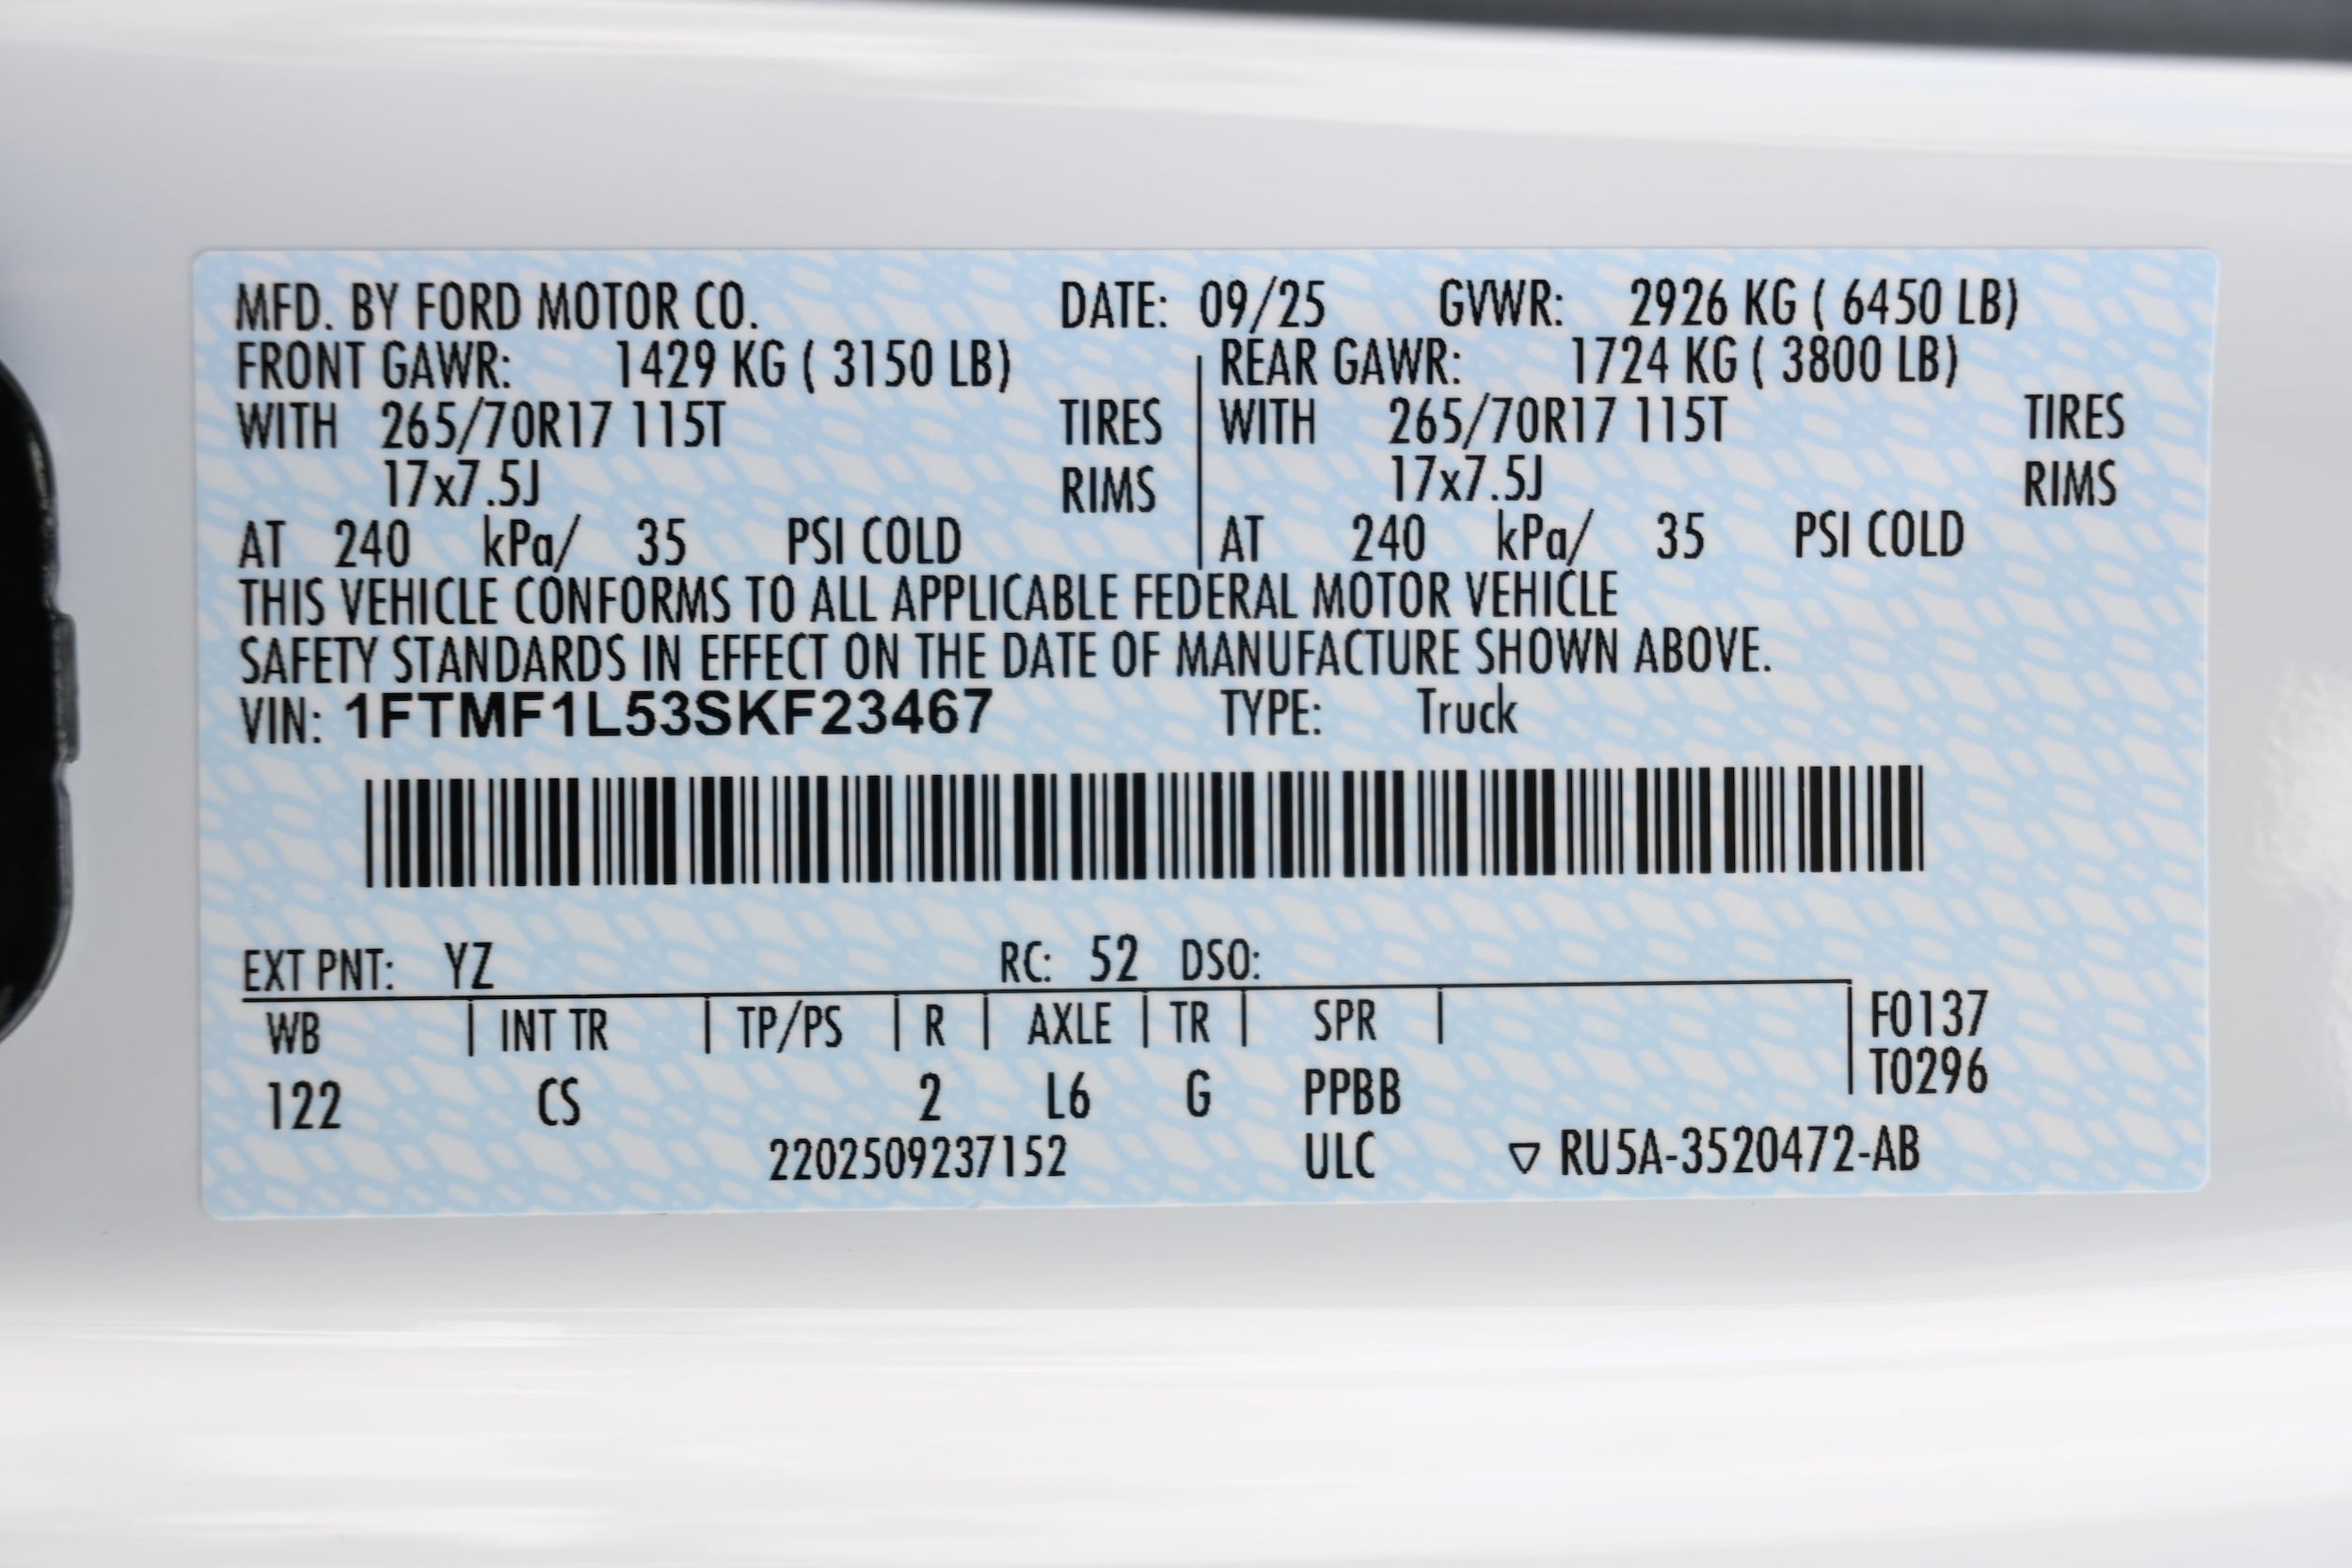 MFD. BY FORD MOTOR CO. DATE: 09/25 GVWR: 2926 KG ( 6450 LB)
FRONT GAWR: 1429 KG ( 3150 LB) REAR GAWR: 1724 KG ( 3800 LB)
WITH 265/70R17 115T TIRES WITH 265/70R17 115T TIRES
17x7.5J RIMS 17x7.5J RIMS
AT 240 kPa/ 35 PSI COLD AT 240 kPa/ 35 PSI COLD
THIS VEHICLE CONFORMS TO ALL APPLICABLE FEDERAL MOTOR VEHICLE
SAFETY STANDARDS IN EFFECT ON THE DATE OF MANUFACTURE SHOWN ABOVE.
VIN: 1FTMF1L53SKF23467 TYPE: Truck
EXT PNT: YZ RC: 52 DSO:
WB INT TR TP/PS R AXLE TR SPR F0137
T0296
122 CS 2 L6 G PPBB
2202509237152 ULC ▽ RU5A-3520472-AB